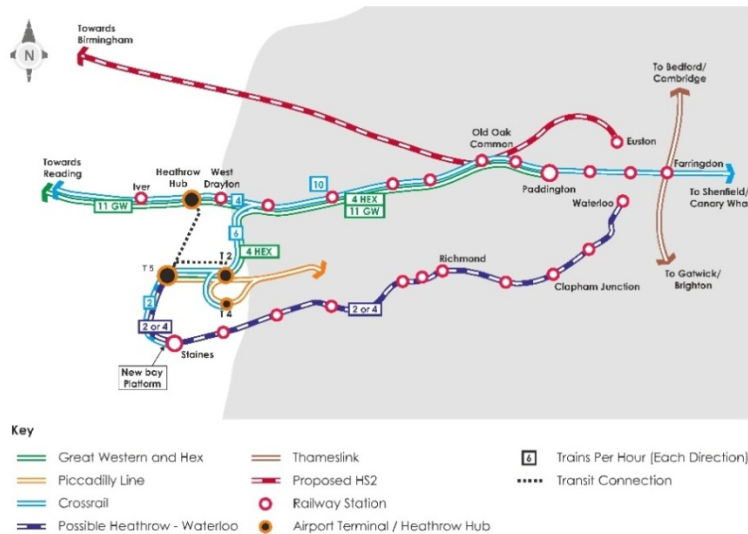 Towards
Birmingham
N
To Bedford/
Cambridge
Old Oak
Common
Euston
Towards
Reading
Heathrow
Hub
West
Drayton
Iver
11 GW
4
10
4 HEX
11 GW
Paddington
Farringdon
To Shenfield/
Canary Wha
Waterloo
6
4 HEX
T 2
T 5
T 4
2
2 or 4
Richmond
2 or 4
Clapham Junction
To Gatwick/
Brighton
Staines
New bay
Platform
Key
Great Western and Hex
Piccadilly Line
Crossrail
Possible Heathrow - Waterloo
Thameslink
Proposed HS2
Railway Station
Airport Terminal / Heathrow Hub
6 Trains Per Hour (Each Direction)
Transit Connection